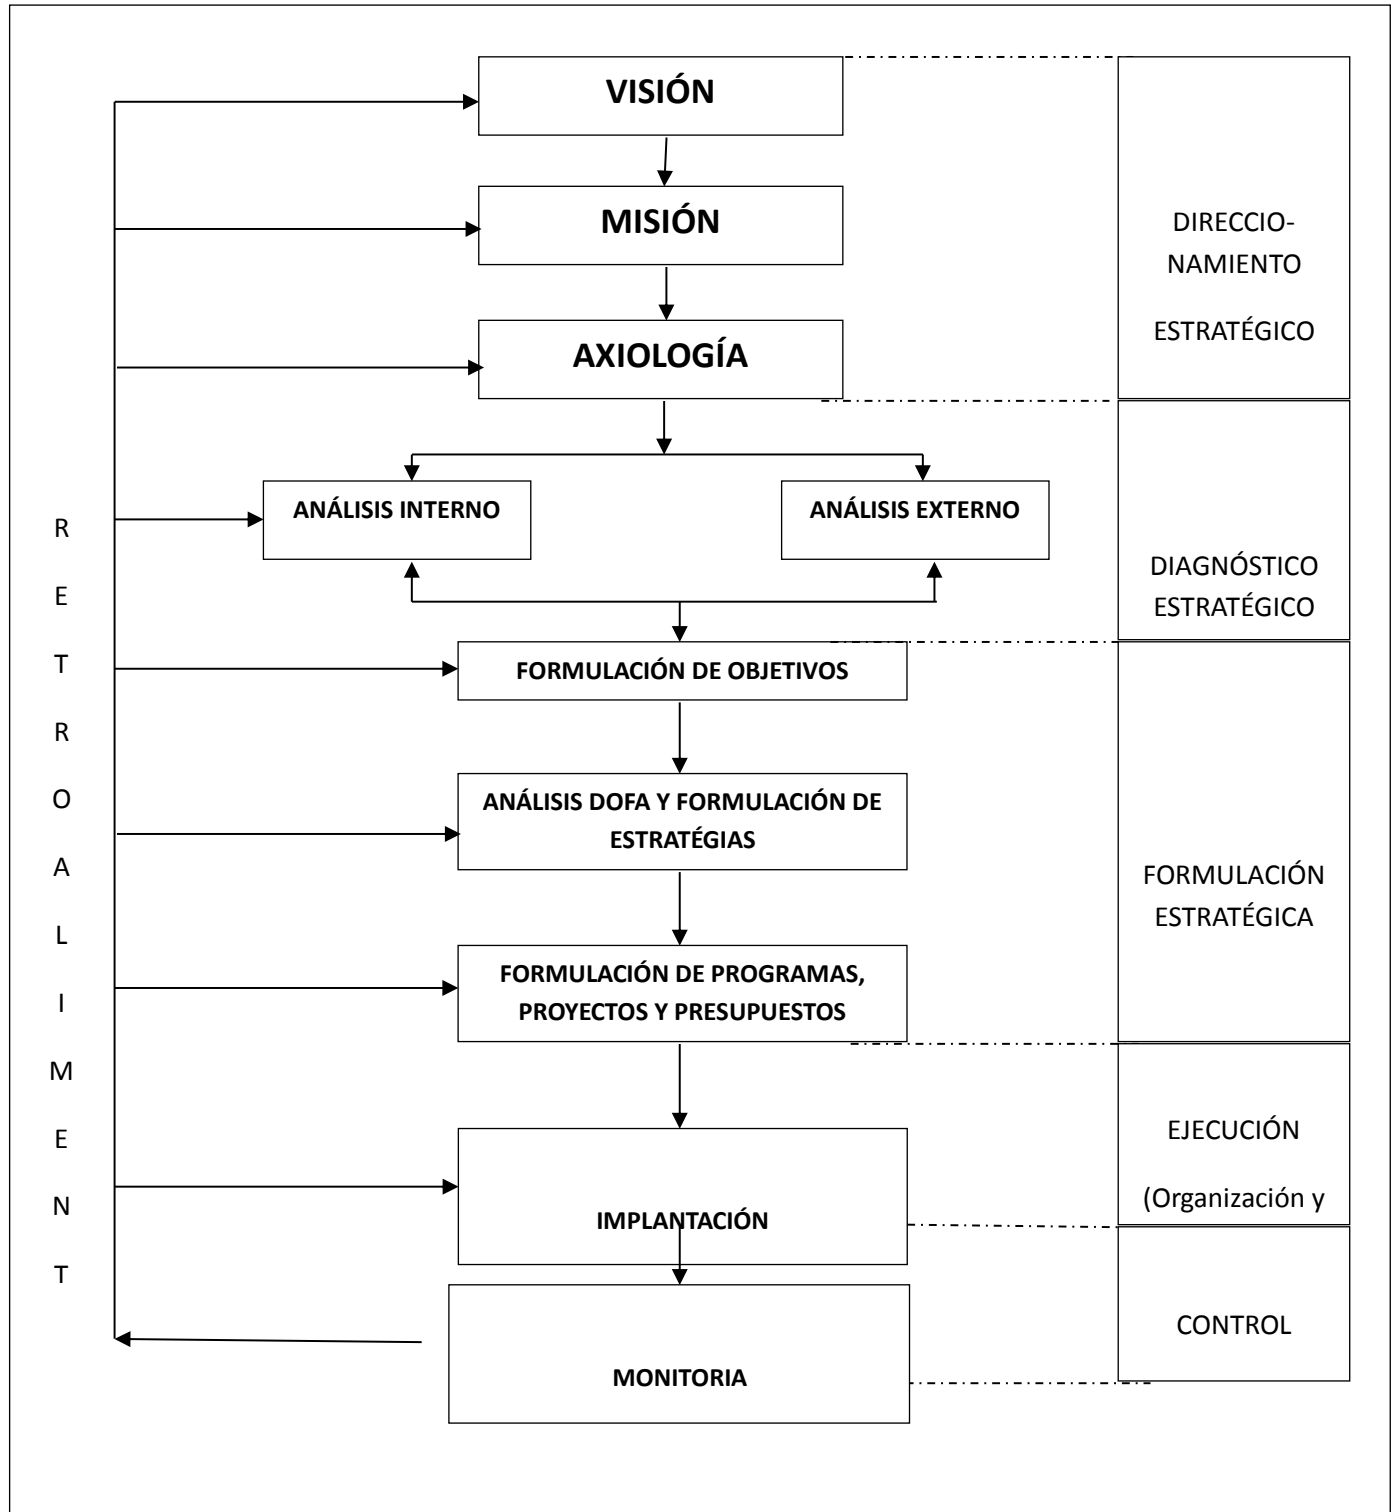 VISIÓN
MISIÓN
AXIOLOGÍA
ANÁLISIS INTERNO
ANÁLISIS EXTERNO
FORMULACIÓN DE OBJETIVOS
ANÁLISIS DOFA Y FORMULACIÓN DE
ESTRATÉGIAS
FORMULACIÓN DE PROGRAMAS,
PROYECTOS Y PRESUPUESTOS
IMPLANTACIÓN
MONITORIA
DIRECCIO-
NAMIENTO
ESTRATÉGICO
DIAGNÓSTICO
ESTRATÉGICO
FORMULACIÓN
ESTRATÉGICA
EJECUCIÓN
(Organización y
CONTROL
R
E
T
R
O
A
L
I
M
E
N
T